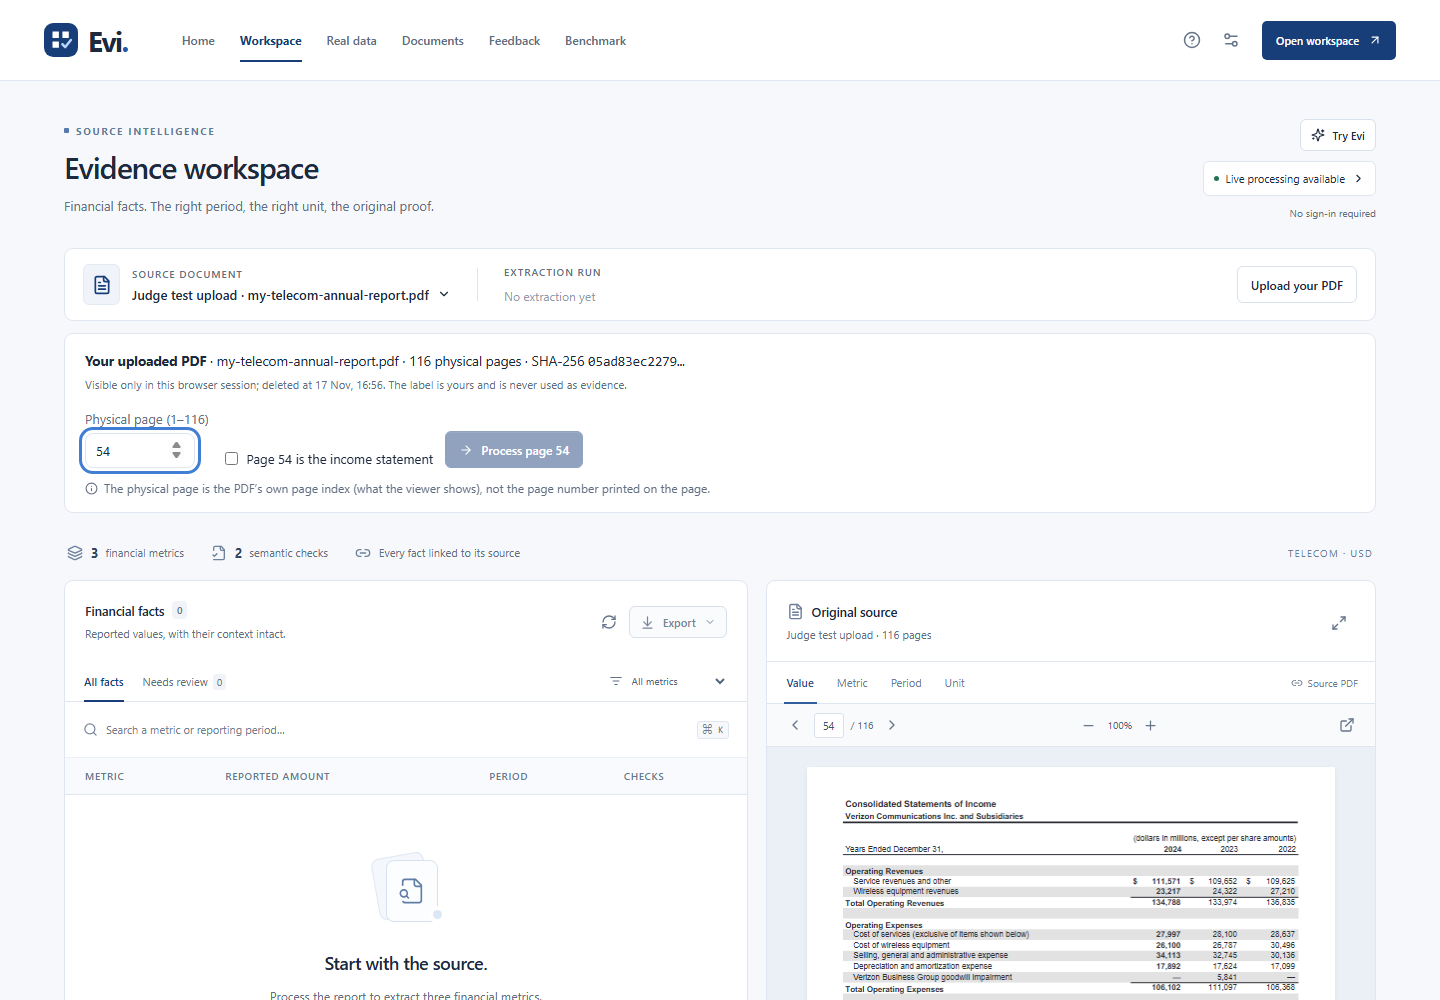 Evi.
Home
Workspace
Real data
Documents
Feedback
Benchmark
Open workspace
SOURCE INTELLIGENCE
Evidence workspace
Financial facts. The right period, the right unit, the original proof.
Try Evi
Live processing available
No sign-in required
SOURCE DOCUMENT
Judge test upload · my-telecom-annual-report.pdf
EXTRACTION RUN
No extraction yet
Upload your PDF
Your uploaded PDF · my-telecom-annual-report.pdf · 116 physical pages · SHA-256 05ad83ec2279…
Visible only in this browser session; deleted at 17 Nov, 16:56. The label is yours and is never used as evidence.
Physical page (1–116)
54
Page 54 is the income statement
Process page 54
The physical page is the PDF's own page index (what the viewer shows), not the page number printed on the page.
3 financial metrics
2 semantic checks
Every fact linked to its source
TELECOM · USD
Financial facts 0
Reported values, with their context intact.
Export
All facts
Needs review 0
All metrics
Search a metric or reporting period...
⌘ K
METRIC REPORTED AMOUNT PERIOD CHECKS
Start with the source.
Process the report to extract three financial metrics.
Original source
Judge test upload · 116 pages
Value
Metric
Period
Unit
Source PDF
54 / 116
100%
Consolidated Statements of Income
Verizon Communications Inc. and Subsidiaries
(dollars in millions, except per share amounts)
Years Ended December 31, 2024 2023 2022
Operating Revenues
Service revenues and other $ 111,571 $ 109,652 $ 109,625
Wireless equipment revenues 23,217 24,322 27,210
Total Operating Revenues 134,788 133,974 136,835
Operating Expenses
Cost of services (exclusive of items shown below) 27,997 28,100 28,637
Cost of wireless equipment 26,100 26,787 30,496
Selling, general and administrative expense 34,113 32,745 30,136
Depreciation and amortization expense 17,892 17,624 17,099
Verizon Business Group goodwill impairment — 5,841 —
Total Operating Expenses 106,102 111,097 106,368